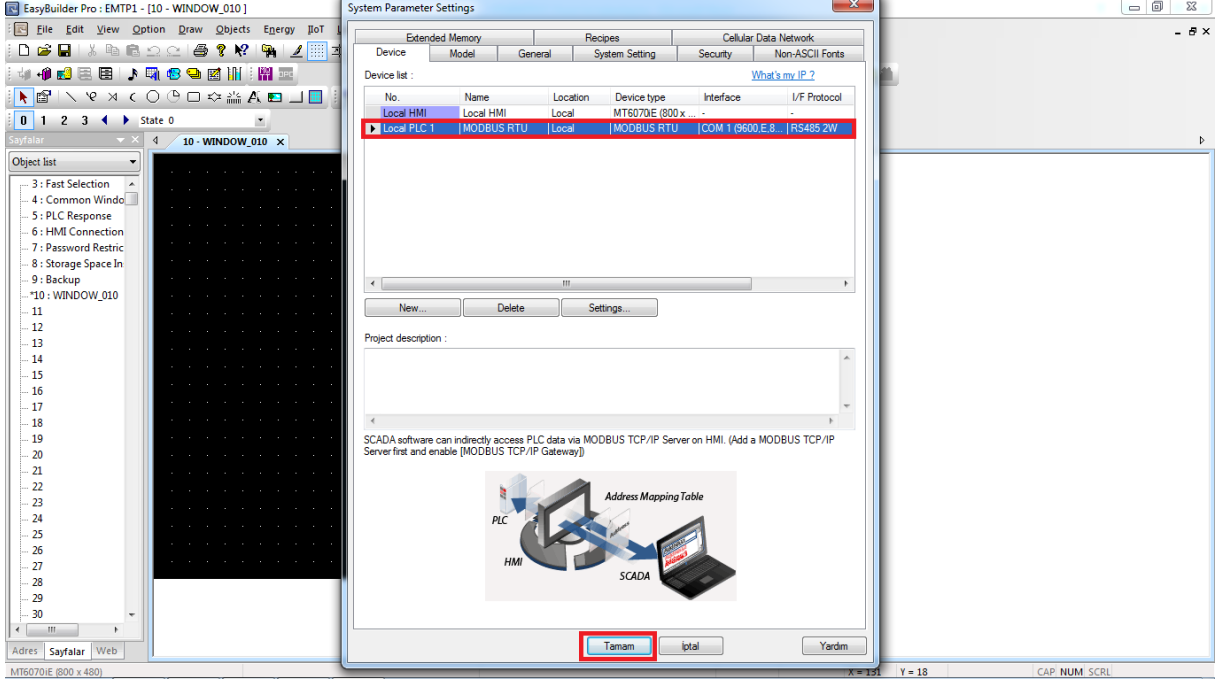 EasyBuilder Pro : EMTP1 - [10 - WINDOW_010 ]
System Parameter Settings
File Edit View Option Draw Objects Energy IIoT
0 1 2 3 State 0
Sayfalar
10 - WINDOW_010
Object list
3 : Fast Selection
4 : Common Windo
5 : PLC Response
6 : HMI Connection
7 : Password Restric
8 : Storage Space In
9 : Backup
*10 : WINDOW_010
11
12
13
14
15
16
17
18
19
20
21
22
23
24
25
26
27
28
29
30
Adres Sayfalar Web
Extended Memory Recipes Cellular Data Network
Device Model General System Setting Security Non-ASCII Fonts
Device list : What's my IP ?
No. Name Location Device type Interface I/F Protocol
Local HMI Local HMI Local MT6070iE (800 x ... - -
Local PLC 1 MODBUS RTU Local MODBUS RTU COM 1 (9600,E,8... RS485 2W
New... Delete Settings...
Project description :
SCADA software can indirectly access PLC data via MODBUS TCP/IP Server on HMI. (Add a MODBUS TCP/IP
Server first and enable [MODBUS TCP/IP Gateway])
Address Mapping Table
PLC
HMI
SCADA
Tamam İptal Yardım
MT6070iE (800 x 480) X = 131 Y = 18 CAP NUM SCRL